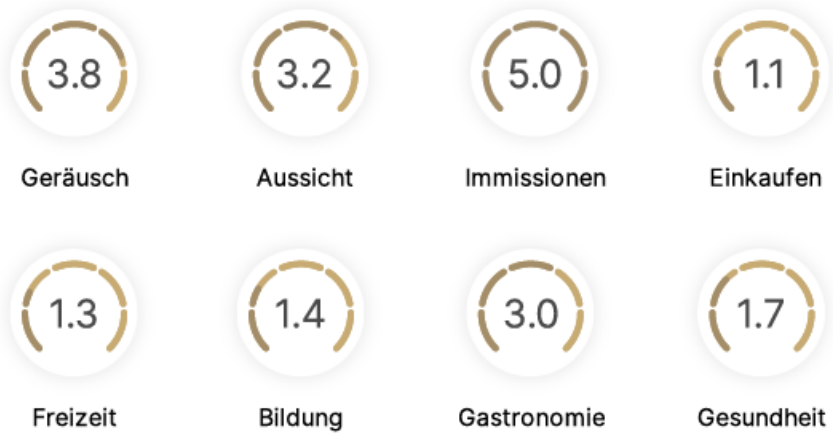 3.8 3.2 5.0 1.1
Geräusch Aussicht Immissionen Einkaufen
1.3 1.4 3.0 1.7
Freizeit Bildung Gastronomie Gesundheit